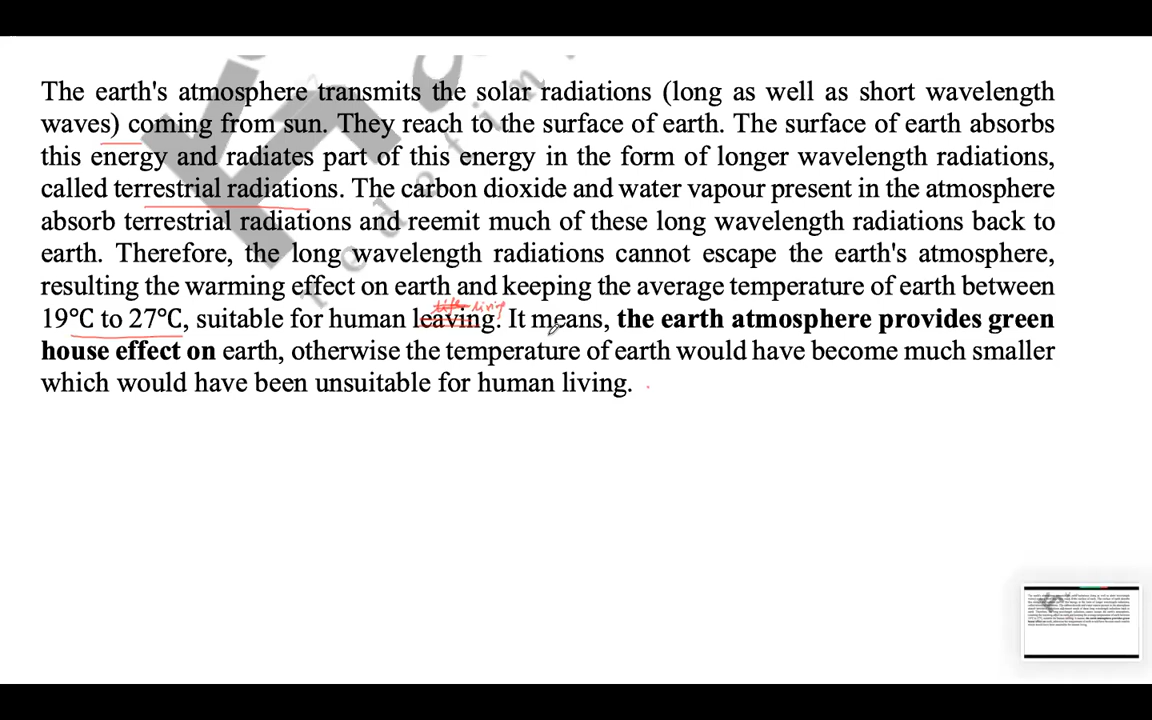 The earth's atmosphere transmits the solar radiations (long as well as short wavelength
waves) coming from sun. They reach to the surface of earth. The surface of earth absorbs
this energy and radiates part of this energy in the form of longer wavelength radiations,
called terrestrial radiations. The carbon dioxide and water vapour present in the atmosphere
absorb terrestrial radiations and reemit much of these long wavelength radiations back to
earth. Therefore, the long wavelength radiations cannot escape the earth's atmosphere,
resulting the warming effect on earth and keeping the average temperature of earth between
living
19°C to 27°C, suitable for human leaving. It means, the earth atmosphere provides green
house effect on earth, otherwise the temperature of earth would have become much smaller
which would have been unsuitable for human living.